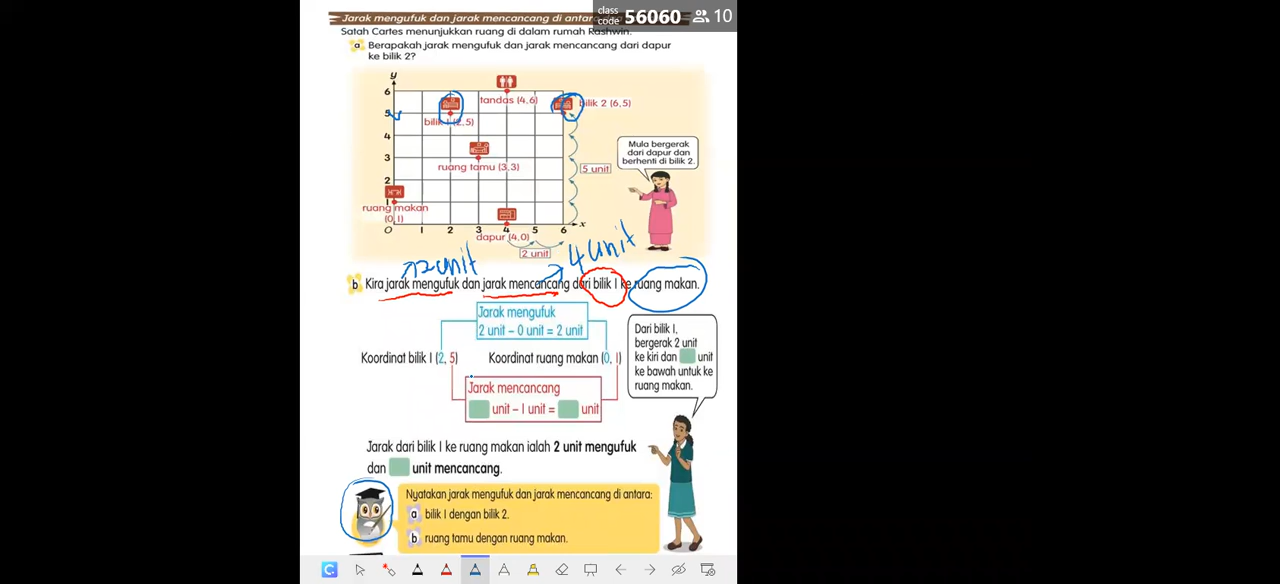 Jarak mengufuk dan jarak mencancang di antara
class code 56060 10
Satah Cartes menunjukkan ruang di dalam rumah Rashwin.
a Berapakah jarak mengufuk dan jarak mencancang dari dapur
ke bilik 2?
y
6
tandas (4,6)
bilik 2 (6,5)
5
bilik 1 (2,5)
4
Mula bergerak
dari dapur dan
berhenti di bilik 2.
3
ruang tamu (3,3)
5 unit
2
1
ruang makan
(0,1)
O 1 2 3 4 5 6 x
dapur (4,0)
2 unit
2 unit
4 unit
b Kira jarak mengufuk dan jarak mencancang dari bilik 1 ke ruang makan.
Jarak mengufuk
2 unit – 0 unit = 2 unit
Koordinat bilik 1 (2, 5) Koordinat ruang makan (0, 1)
Jarak mencancang
unit – 1 unit = unit
Dari bilik 1,
bergerak 2 unit
ke kiri dan unit
ke bawah untuk ke
ruang makan.
Jarak dari bilik 1 ke ruang makan ialah 2 unit mengufuk
dan unit mencancang.
Nyatakan jarak mengufuk dan jarak mencancang di antara:
a bilik 1 dengan bilik 2.
b ruang tamu dengan ruang makan.